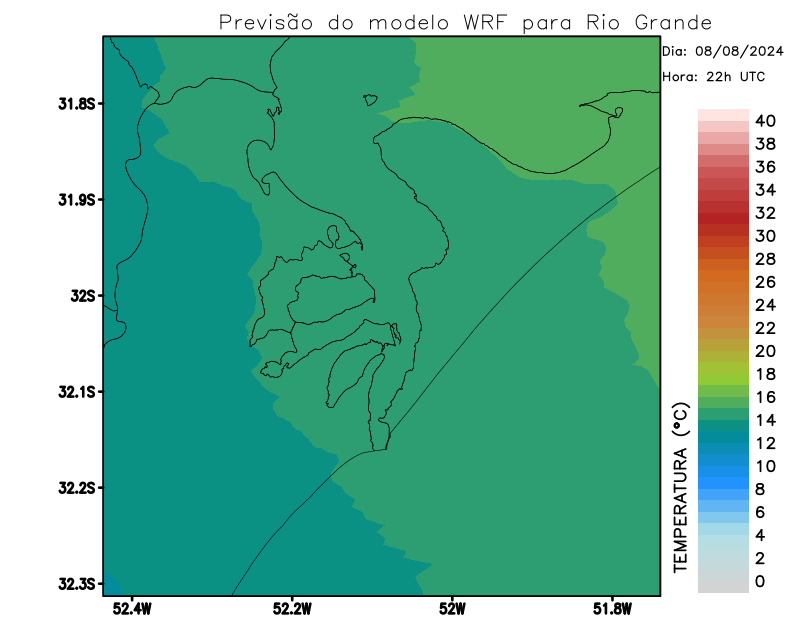 Previsão do modelo WRF para Rio Grande
Dia: 08/08/2024
Hora: 22h UTC
31.8S
31.9S
32S
32.1S
32.2S
32.3S
52.4W
52.2W
52W
51.8W
TEMPERATURA (ºC)
40
38
36
34
32
30
28
26
24
22
20
18
16
14
12
10
8
6
4
2
0